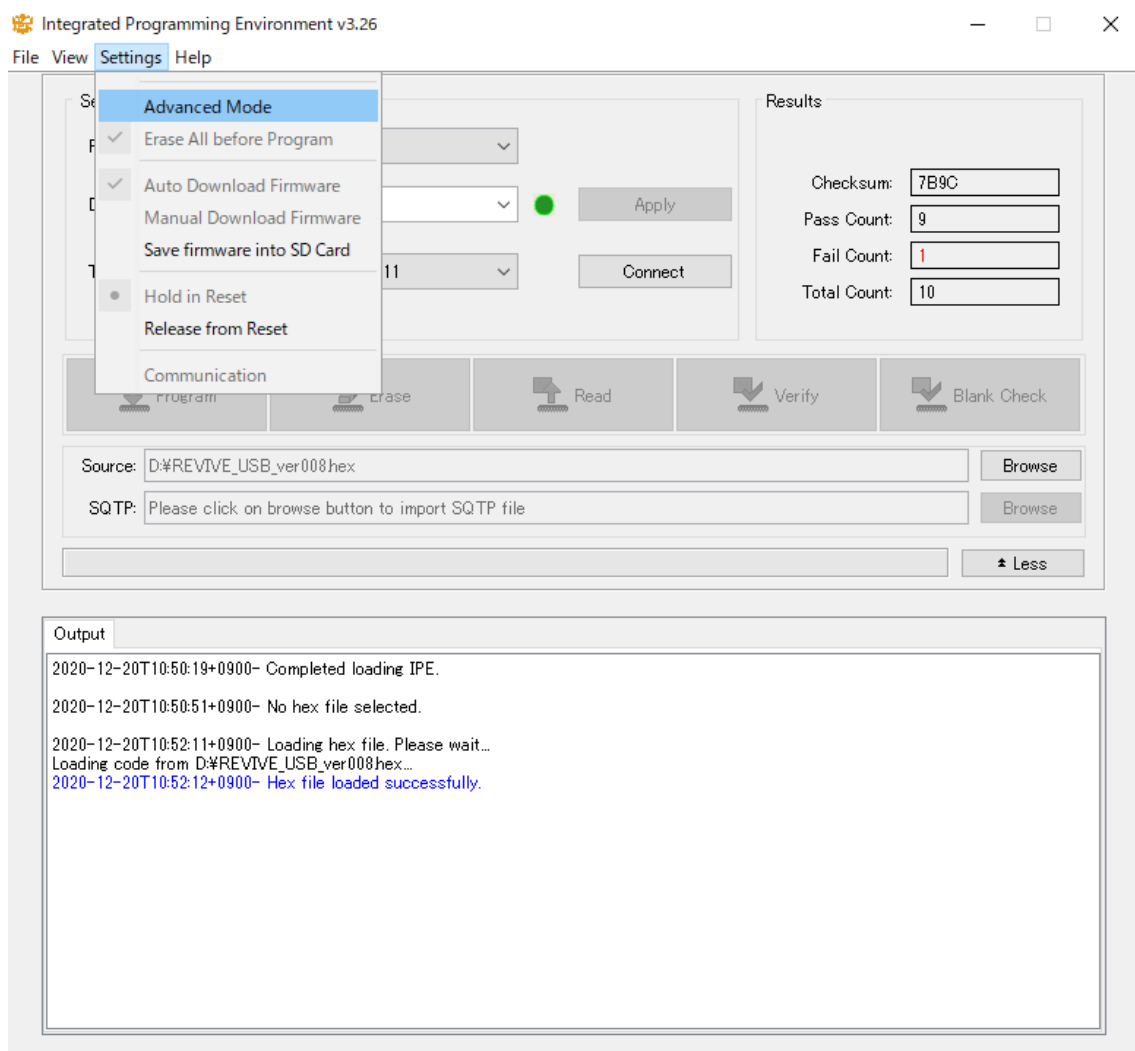 Integrated Programming Environment v3.26
File View Settings Help
Advanced Mode
Erase All before Program
Auto Download Firmware
Manual Download Firmware
Save firmware into SD Card
Hold in Reset
Release from Reset
Communication
11
Apply
Connect
Results
Checksum: 7B9C
Pass Count: 9
Fail Count: 1
Total Count: 10
Program Erase Read Verify Blank Check
Source: D:¥REVIVE_USB_ver008.hex Browse
SQTP: Please click on browse button to import SQTP file Browse
Less
Output
2020-12-20T10:50:19+0900- Completed loading IPE.
2020-12-20T10:50:51+0900- No hex file selected.
2020-12-20T10:52:11+0900- Loading hex file. Please wait...
Loading code from D:¥REVIVE_USB_ver008.hex...
2020-12-20T10:52:12+0900- Hex file loaded successfully.